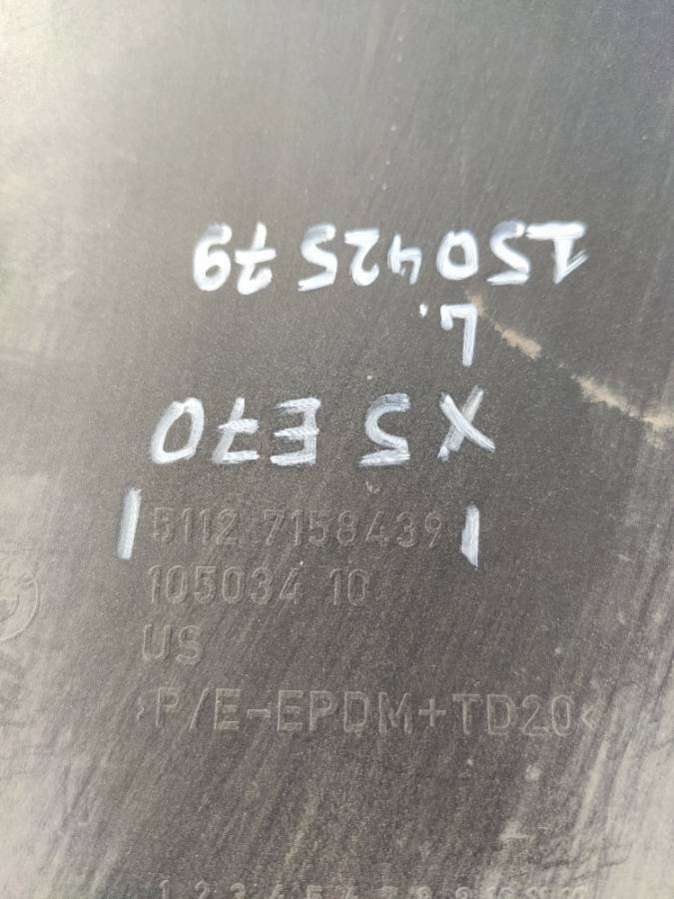 X5 E70
L.
15042579
5112 7158439
105034 10
US
>P/E-EPDM+TD20<